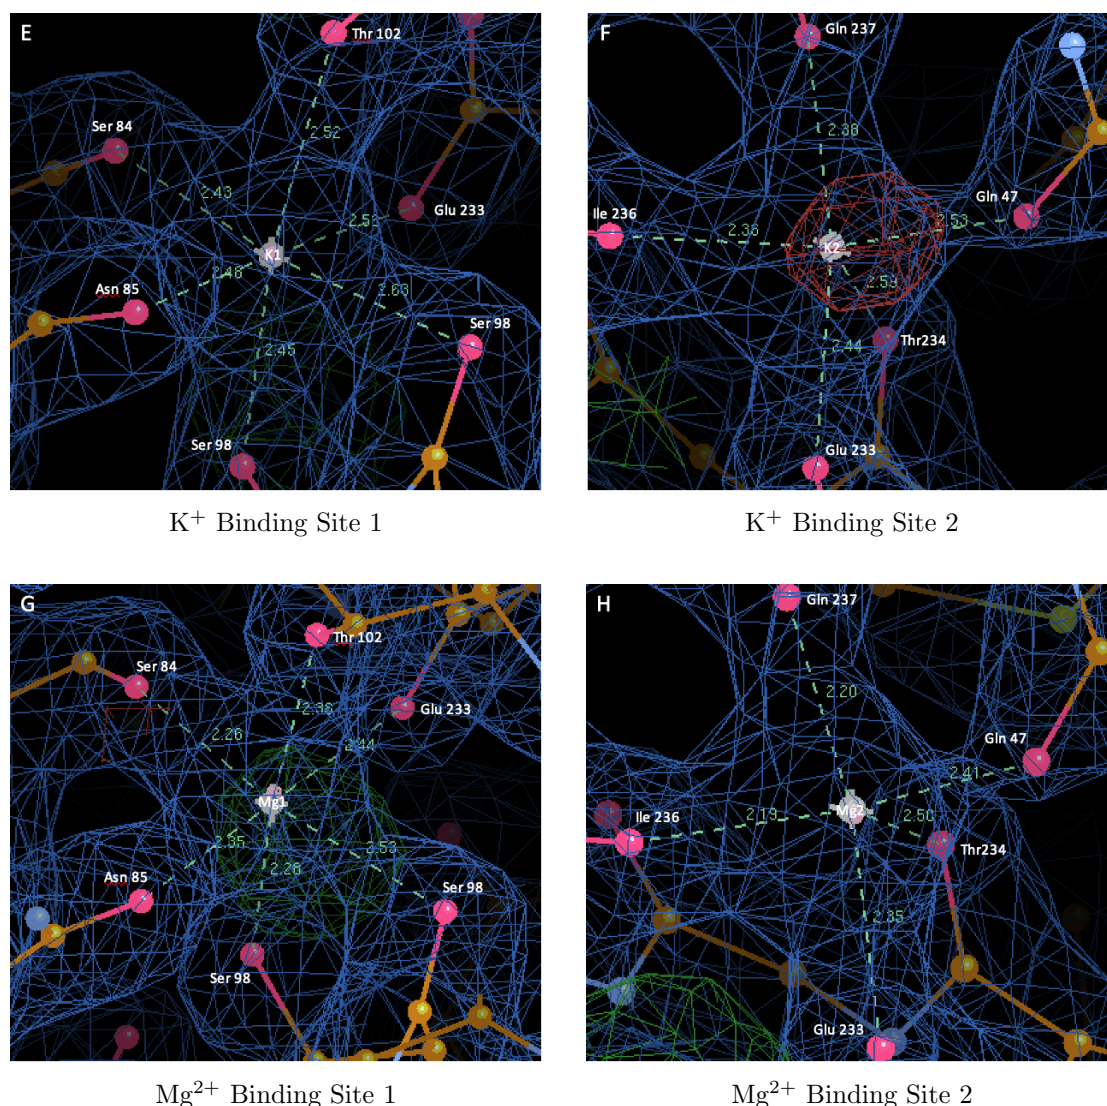 E
Thr 102
Ser 84
2.52
2.43
Glu 233
2.51
K1
2.48
Asn 85
2.63
Ser 98
2.45
Ser 98
K⁺ Binding Site 1
F
Gln 237
2.38
Gln 47
Ile 236
2.53
2.36
K2
2.53
Thr234
2.44
Glu 233
K⁺ Binding Site 2
G
Thr 102
Ser 84
Glu 233
2.38
2.26
2.44
Mg1
2.35
2.53
Asn 85
2.26
Ser 98
Ser 98
Mg²⁺ Binding Site 1
H
Gln 237
2.20
Gln 47
2.41
Mg2
Ile 236
2.13
2.50
Thr234
2.35
Glu 233
Mg²⁺ Binding Site 2